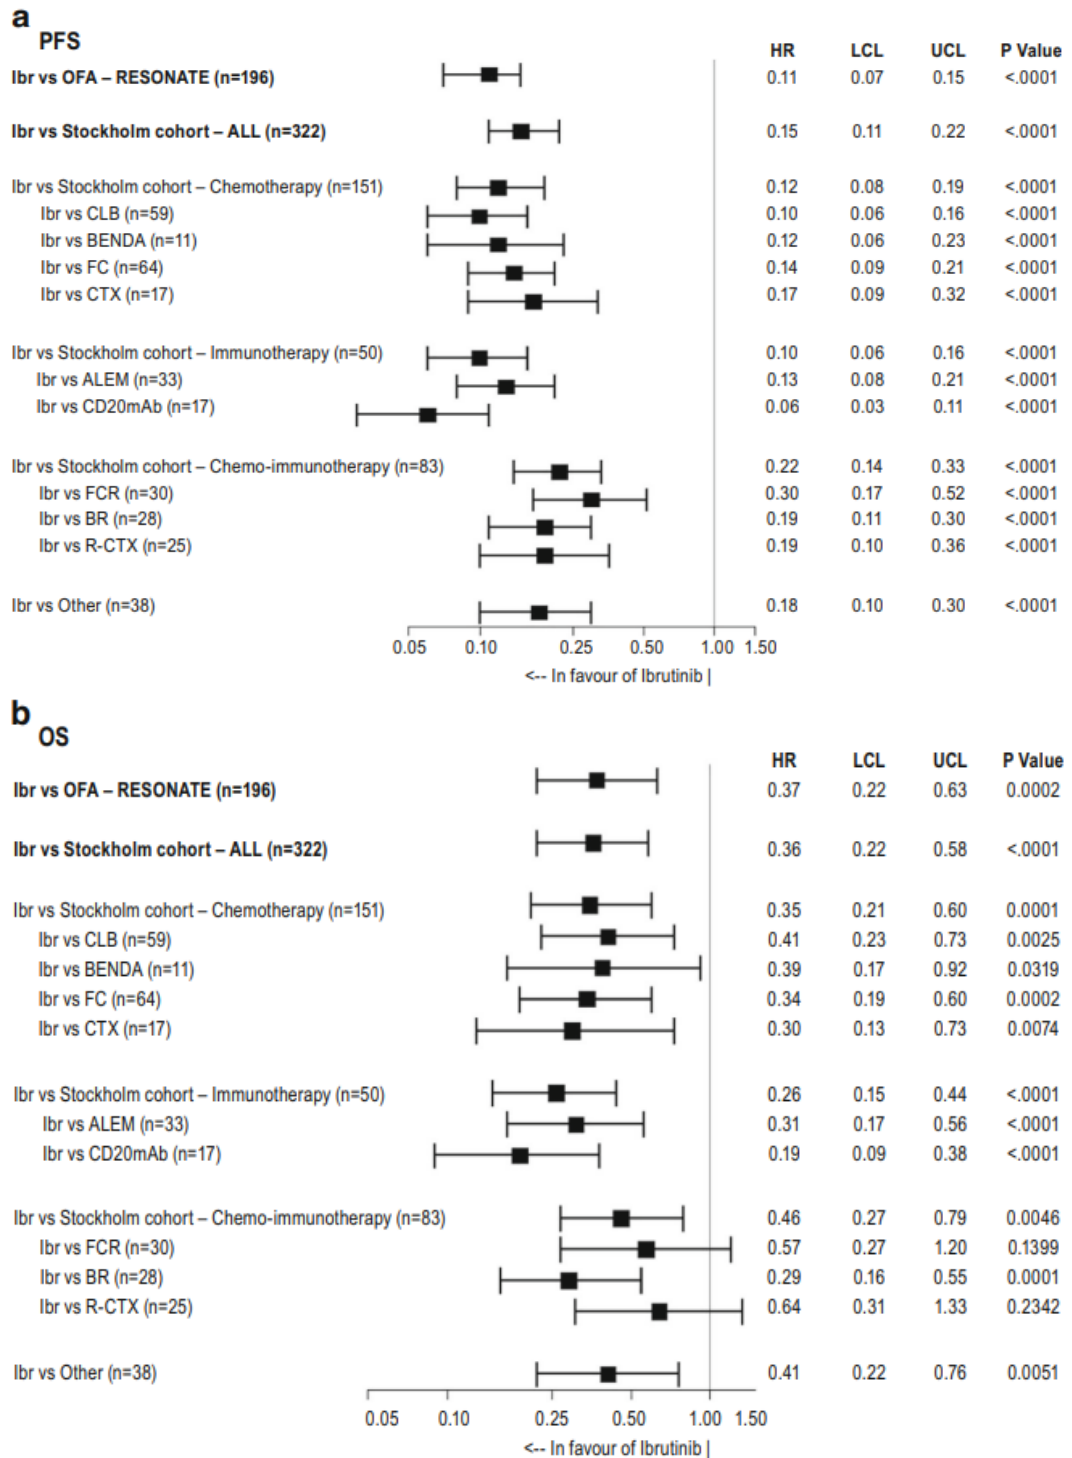 a
PFS
HR LCL UCL P Value
Ibr vs OFA – RESONATE (n=196) 0.11 0.07 0.15 <.0001
Ibr vs Stockholm cohort – ALL (n=322) 0.15 0.11 0.22 <.0001
Ibr vs Stockholm cohort – Chemotherapy (n=151) 0.12 0.08 0.19 <.0001
Ibr vs CLB (n=59) 0.10 0.06 0.16 <.0001
Ibr vs BENDA (n=11) 0.12 0.06 0.23 <.0001
Ibr vs FC (n=64) 0.14 0.09 0.21 <.0001
Ibr vs CTX (n=17) 0.17 0.09 0.32 <.0001
Ibr vs Stockholm cohort – Immunotherapy (n=50) 0.10 0.06 0.16 <.0001
Ibr vs ALEM (n=33) 0.13 0.08 0.21 <.0001
Ibr vs CD20mAb (n=17) 0.06 0.03 0.11 <.0001
Ibr vs Stockholm cohort – Chemo-immunotherapy (n=83) 0.22 0.14 0.33 <.0001
Ibr vs FCR (n=30) 0.30 0.17 0.52 <.0001
Ibr vs BR (n=28) 0.19 0.11 0.30 <.0001
Ibr vs R-CTX (n=25) 0.19 0.10 0.36 <.0001
Ibr vs Other (n=38) 0.18 0.10 0.30 <.0001
0.05 0.10 0.25 0.50 1.00 1.50
<-- In favour of Ibrutinib |
b
OS
HR LCL UCL P Value
Ibr vs OFA – RESONATE (n=196) 0.37 0.22 0.63 0.0002
Ibr vs Stockholm cohort – ALL (n=322) 0.36 0.22 0.58 <.0001
Ibr vs Stockholm cohort – Chemotherapy (n=151) 0.35 0.21 0.60 0.0001
Ibr vs CLB (n=59) 0.41 0.23 0.73 0.0025
Ibr vs BENDA (n=11) 0.39 0.17 0.92 0.0319
Ibr vs FC (n=64) 0.34 0.19 0.60 0.0002
Ibr vs CTX (n=17) 0.30 0.13 0.73 0.0074
Ibr vs Stockholm cohort – Immunotherapy (n=50) 0.26 0.15 0.44 <.0001
Ibr vs ALEM (n=33) 0.31 0.17 0.56 <.0001
Ibr vs CD20mAb (n=17) 0.19 0.09 0.38 <.0001
Ibr vs Stockholm cohort – Chemo-immunotherapy (n=83) 0.46 0.27 0.79 0.0046
Ibr vs FCR (n=30) 0.57 0.27 1.20 0.1399
Ibr vs BR (n=28) 0.29 0.16 0.55 0.0001
Ibr vs R-CTX (n=25) 0.64 0.31 1.33 0.2342
Ibr vs Other (n=38) 0.41 0.22 0.76 0.0051
0.05 0.10 0.25 0.50 1.00 1.50
<-- In favour of Ibrutinib |